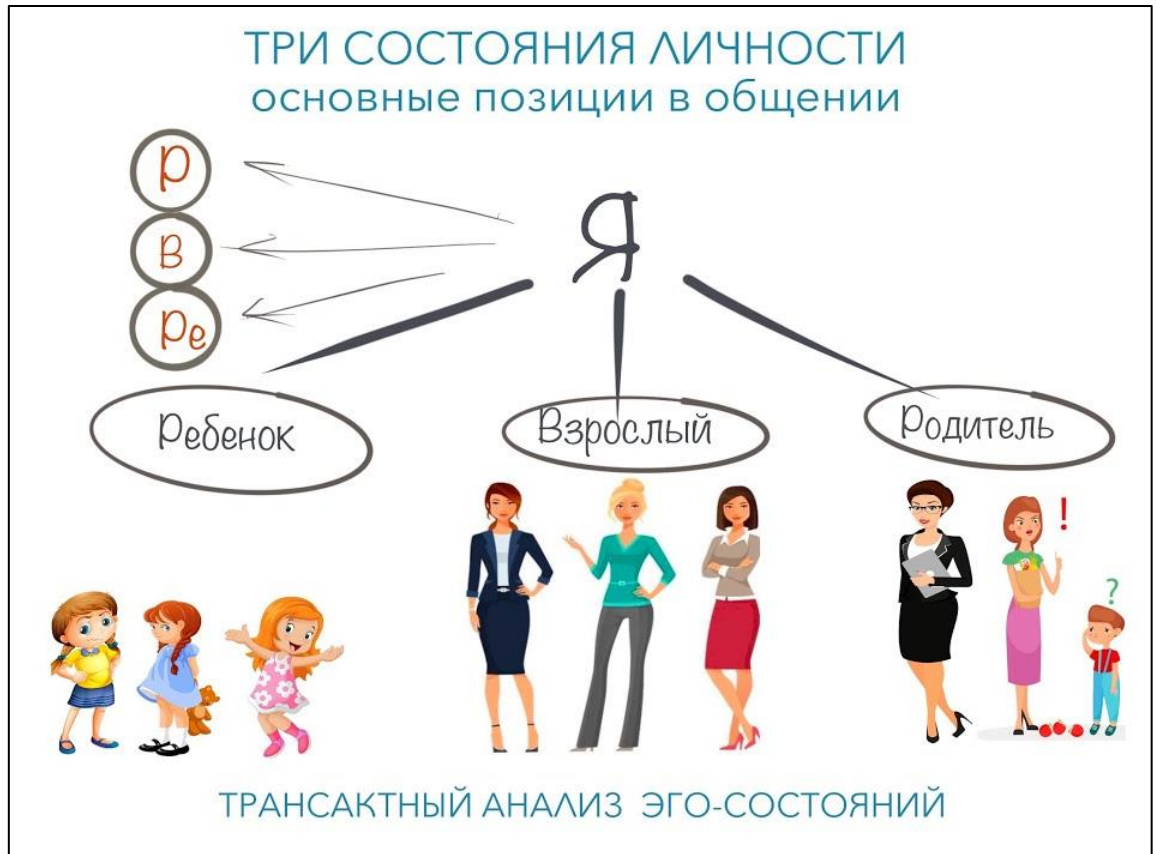 ТРИ СОСТОЯНИЯ ЛИЧНОСТИ
основные позиции в общении
Р
В
Ре
Я
Ребенок
Взрослый
Родитель
!
?
ТРАНСАКТНЫЙ АНАЛИЗ ЭГО-СОСТОЯНИЙ